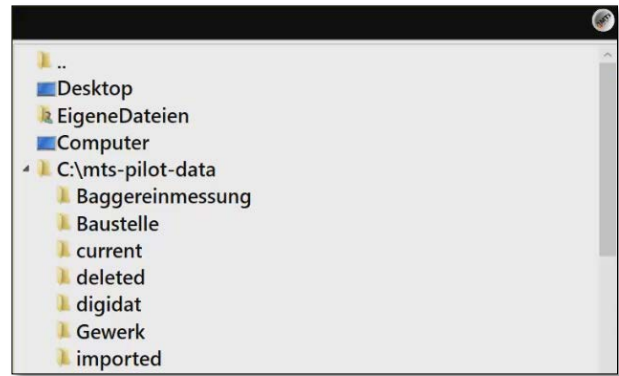 ..
Desktop
EigeneDateien
Computer
C:\mts-pilot-data
Baggereinmessung
Baustelle
current
deleted
digidat
Gewerk
imported